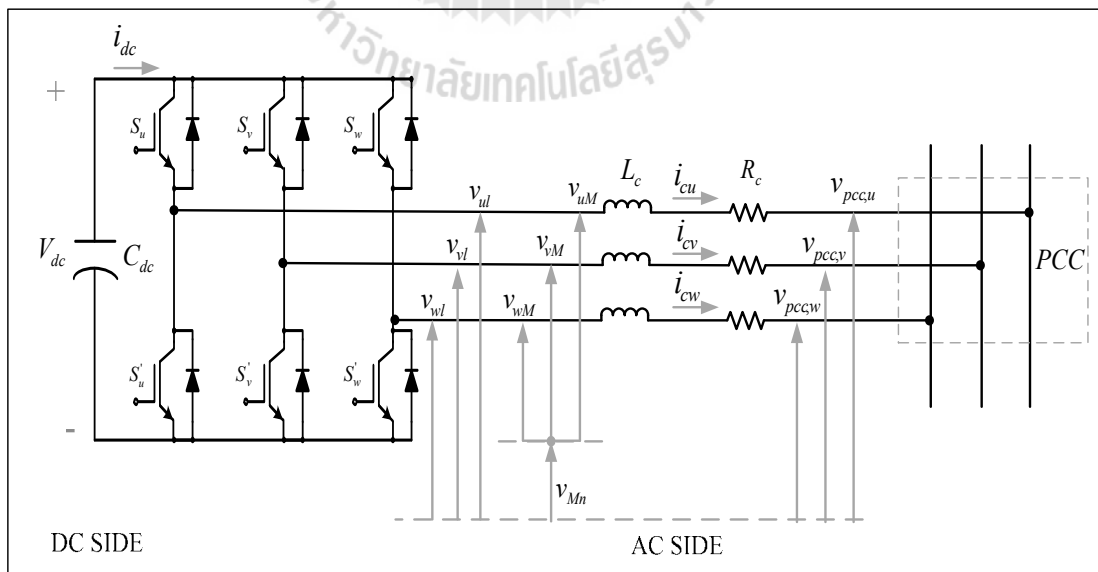 มหาวิทยาลัยเทคโนโลยีสุรนารี
i_dc
+
S_u
S_v
S_w
L_c
R_c
i_cu
v_ul
v_uM
v_pcc,u
V_dc
C_dc
v_vl
v_vM
i_cv
v_pcc,v
PCC
v_wl
v_wM
i_cw
v_pcc,w
S'_u
S'_v
S'_w
-
v_Mn
DC SIDE
AC SIDE